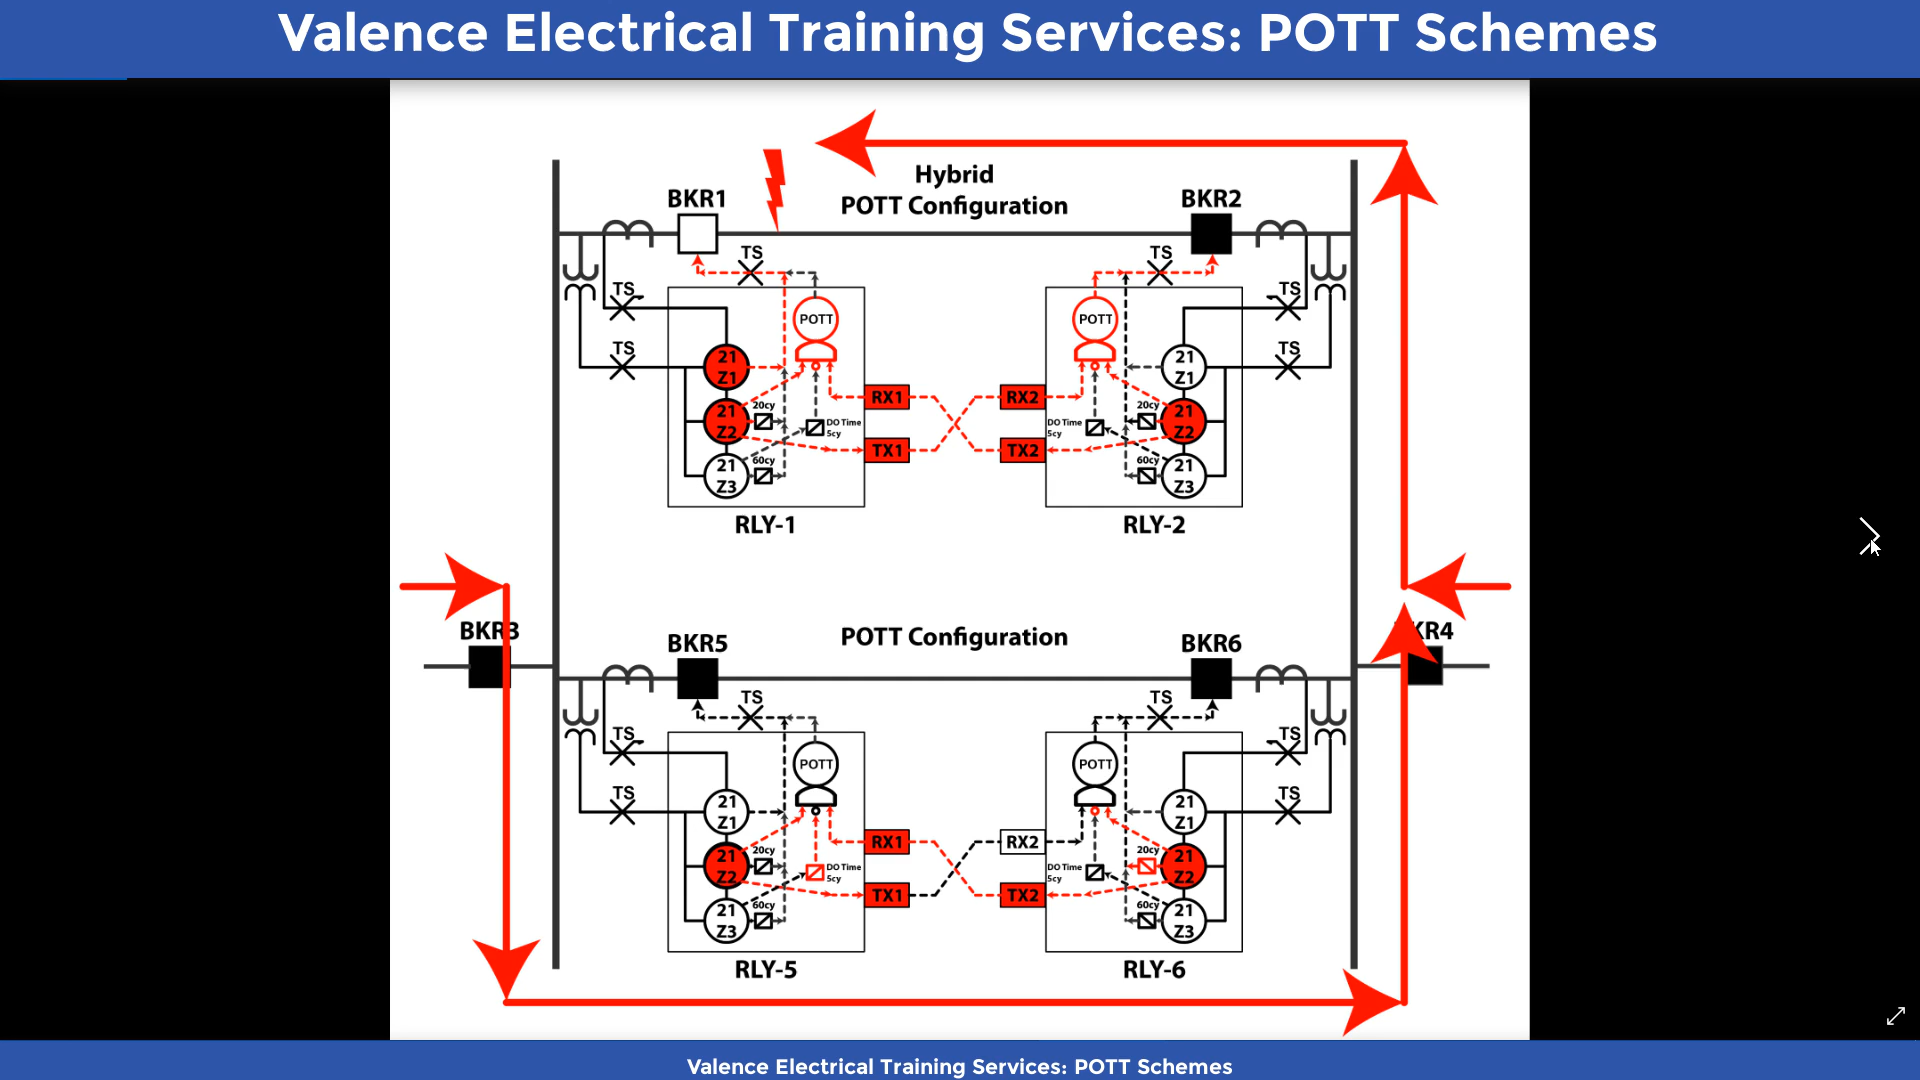 Valence Electrical Training Services: POTT Schemes
Hybrid
POTT Configuration
BKR1
BKR2
TS
TS
TS
TS
POTT
POTT
TS
TS
21
Z1
21
Z1
RX1
RX2
20cy
20cy
21
Z2
21
Z2
DO Time
5cy
DO Time
5cy
TX1
TX2
60cy
60cy
21
Z3
21
Z3
RLY-1
RLY-2
BKR3
POTT Configuration
KR4
BKR5
BKR6
TS
TS
TS
TS
POTT
POTT
TS
TS
21
Z1
21
Z1
RX1
RX2
20cy
20cy
21
Z2
21
Z2
DO Time
5cy
DO Time
5cy
TX1
TX2
60cy
60cy
21
Z3
21
Z3
RLY-5
RLY-6
Valence Electrical Training Services: POTT Schemes